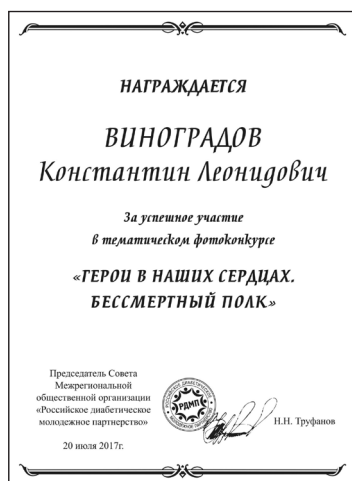 НАГРАЖДАЕТСЯ
ВИНОГРАДОВ
Константин Леонидович
За успешное участие
в тематическом фотоконкурсе
«ГЕРОИ В НАШИХ СЕРДЦАХ.
БЕССМЕРТНЫЙ ПОЛК»
Председатель Совета
Межрегиональной
общественной организации
«Российское диабетическое
молодежное партнерство»
РДМП
Н.Н. Труфанов
20 июля 2017г.